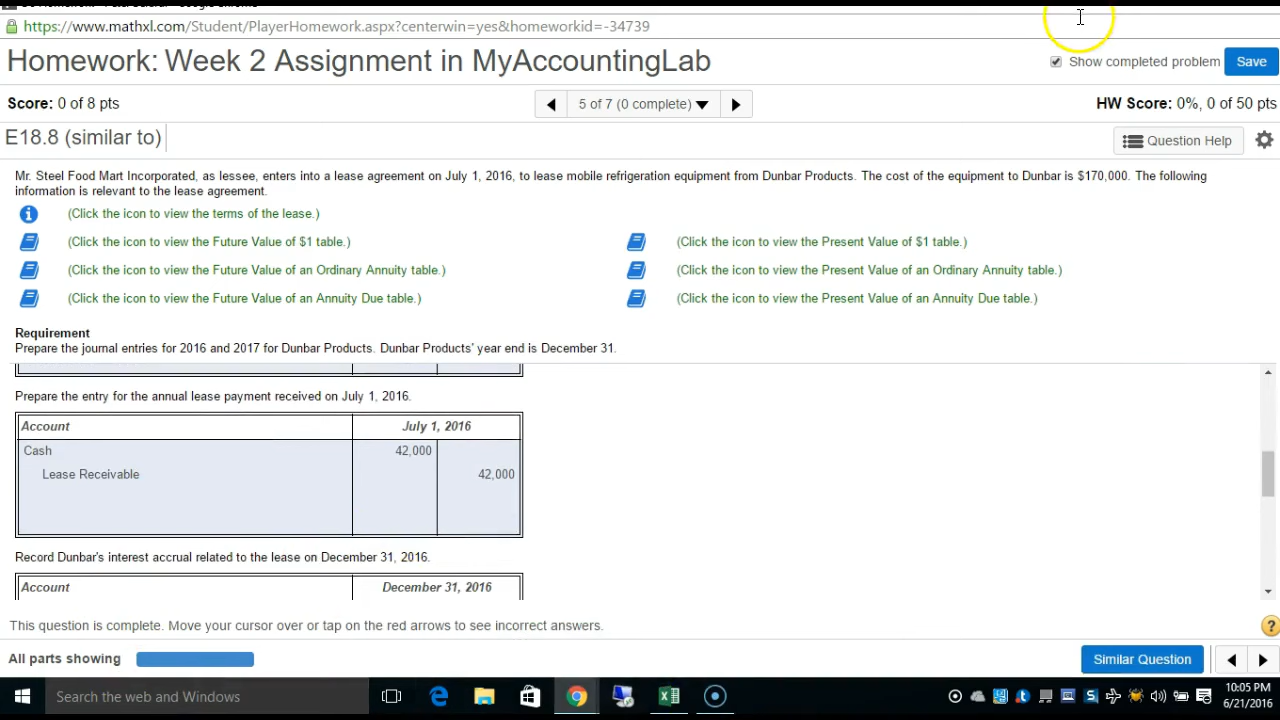 https://www.mathxl.com/Student/PlayerHomework.aspx?centerwin=yes&homeworkid=-34739
Homework: Week 2 Assignment in MyAccountingLab
Show completed problem
Save
Score: 0 of 8 pts
5 of 7 (0 complete)
HW Score: 0%, 0 of 50 pts
E18.8 (similar to)
Question Help
Mr. Steel Food Mart Incorporated, as lessee, enters into a lease agreement on July 1, 2016, to lease mobile refrigeration equipment from Dunbar Products. The cost of the equipment to Dunbar is $170,000. The following
information is relevant to the lease agreement.
(Click the icon to view the terms of the lease.)
(Click the icon to view the Future Value of $1 table.)
(Click the icon to view the Present Value of $1 table.)
(Click the icon to view the Future Value of an Ordinary Annuity table.)
(Click the icon to view the Present Value of an Ordinary Annuity table.)
(Click the icon to view the Future Value of an Annuity Due table.)
(Click the icon to view the Present Value of an Annuity Due table.)
Requirement
Prepare the journal entries for 2016 and 2017 for Dunbar Products. Dunbar Products' year end is December 31.
Prepare the entry for the annual lease payment received on July 1, 2016.
Account July 1, 2016
Cash 42,000
Lease Receivable 42,000
Record Dunbar's interest accrual related to the lease on December 31, 2016.
Account December 31, 2016
This question is complete. Move your cursor over or tap on the red arrows to see incorrect answers.
?
All parts showing
Similar Question
Search the web and Windows
10:05 PM
6/21/2016